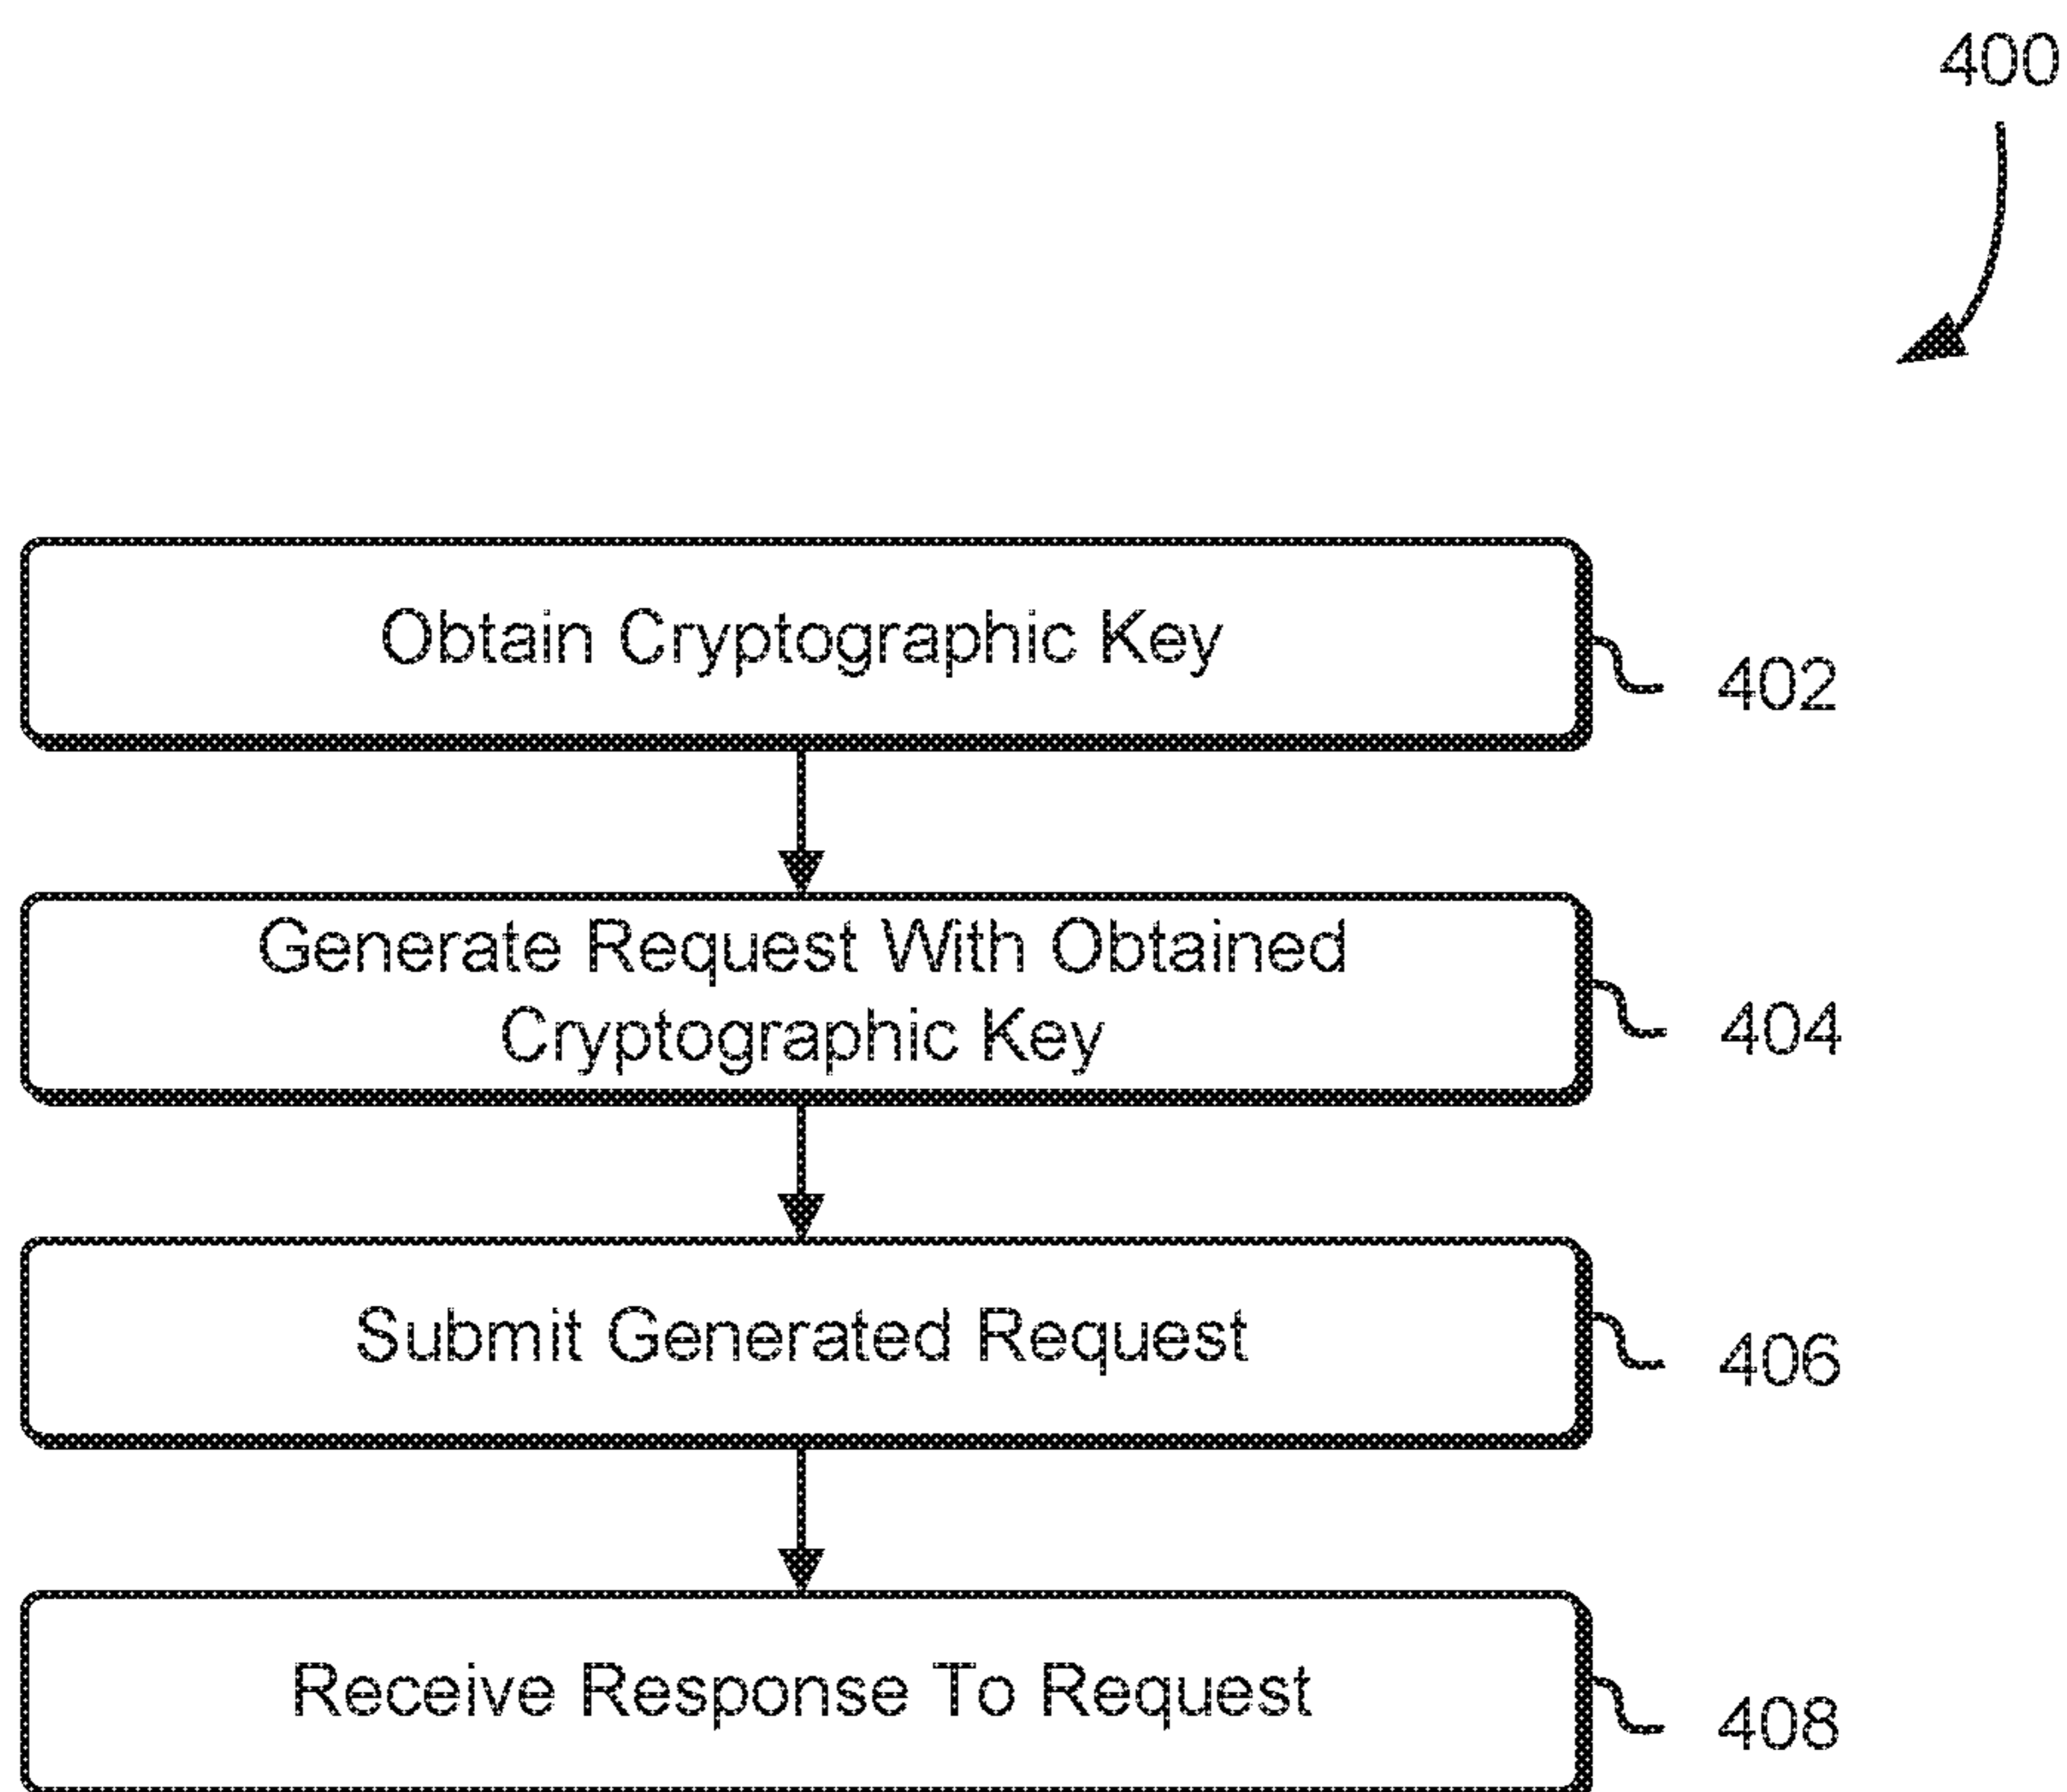 400
Obtain Cryptographic Key
402
Generate Request With Obtained
Cryptographic Key
404
Submit Generated Request
406
Receive Response To Request
408